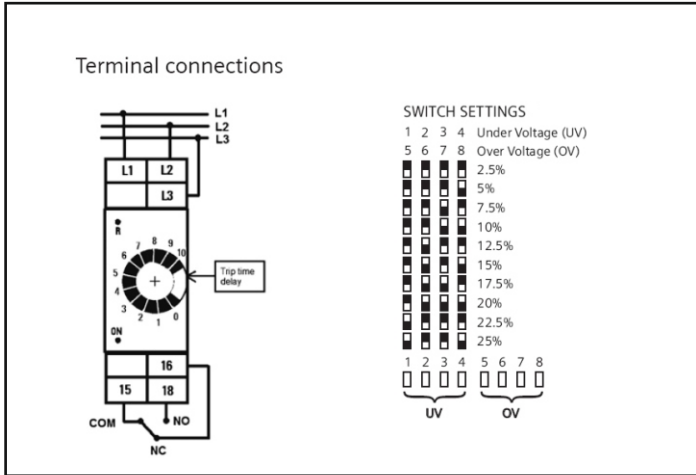 Terminal connections
L1
L2
L3
L1 L2
L3
R
0 1 2 3 4 5 6 7 8 9 10
Trip time
delay
ON
16
15 18
COM
NO
NC
SWITCH SETTINGS
1 2 3 4 Under Voltage (UV)
5 6 7 8 Over Voltage (OV)
2.5%
5%
7.5%
10%
12.5%
15%
17.5%
20%
22.5%
25%
1 2 3 4 5 6 7 8
UV OV